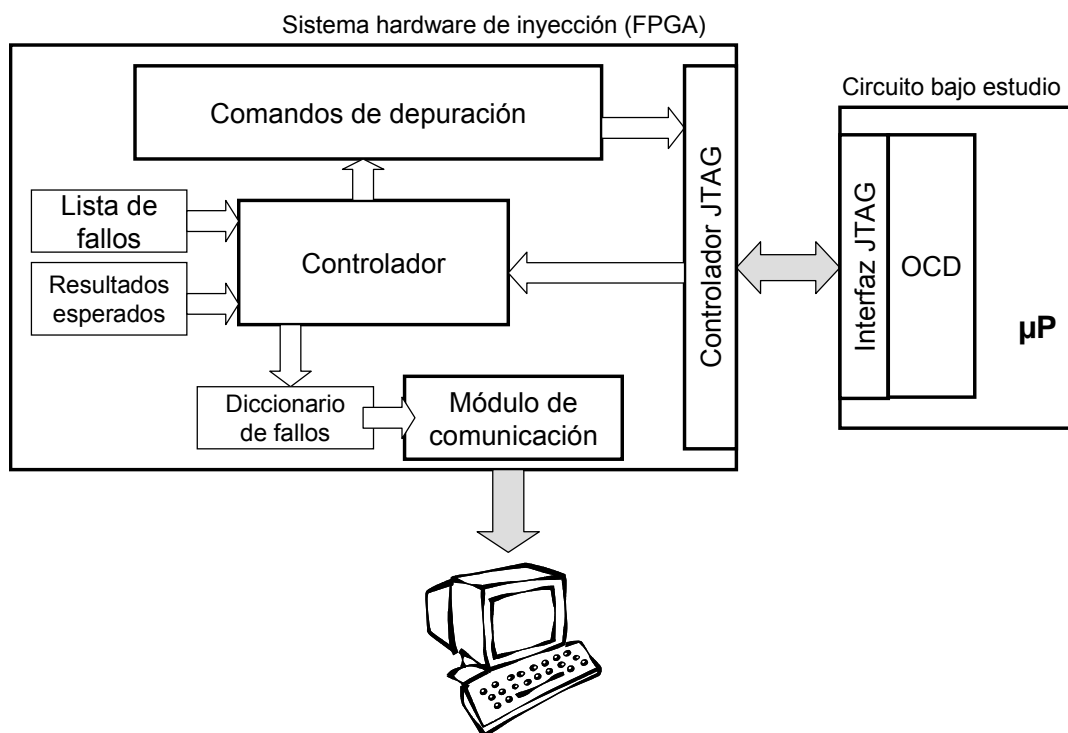 Sistema hardware de inyección (FPGA)
Circuito bajo estudio
Comandos de depuración
Lista de
fallos
Controlador
Resultados
esperados
Diccionario
de fallos
Módulo de
comunicación
Controlador JTAG
Interfaz JTAG
OCD
µP